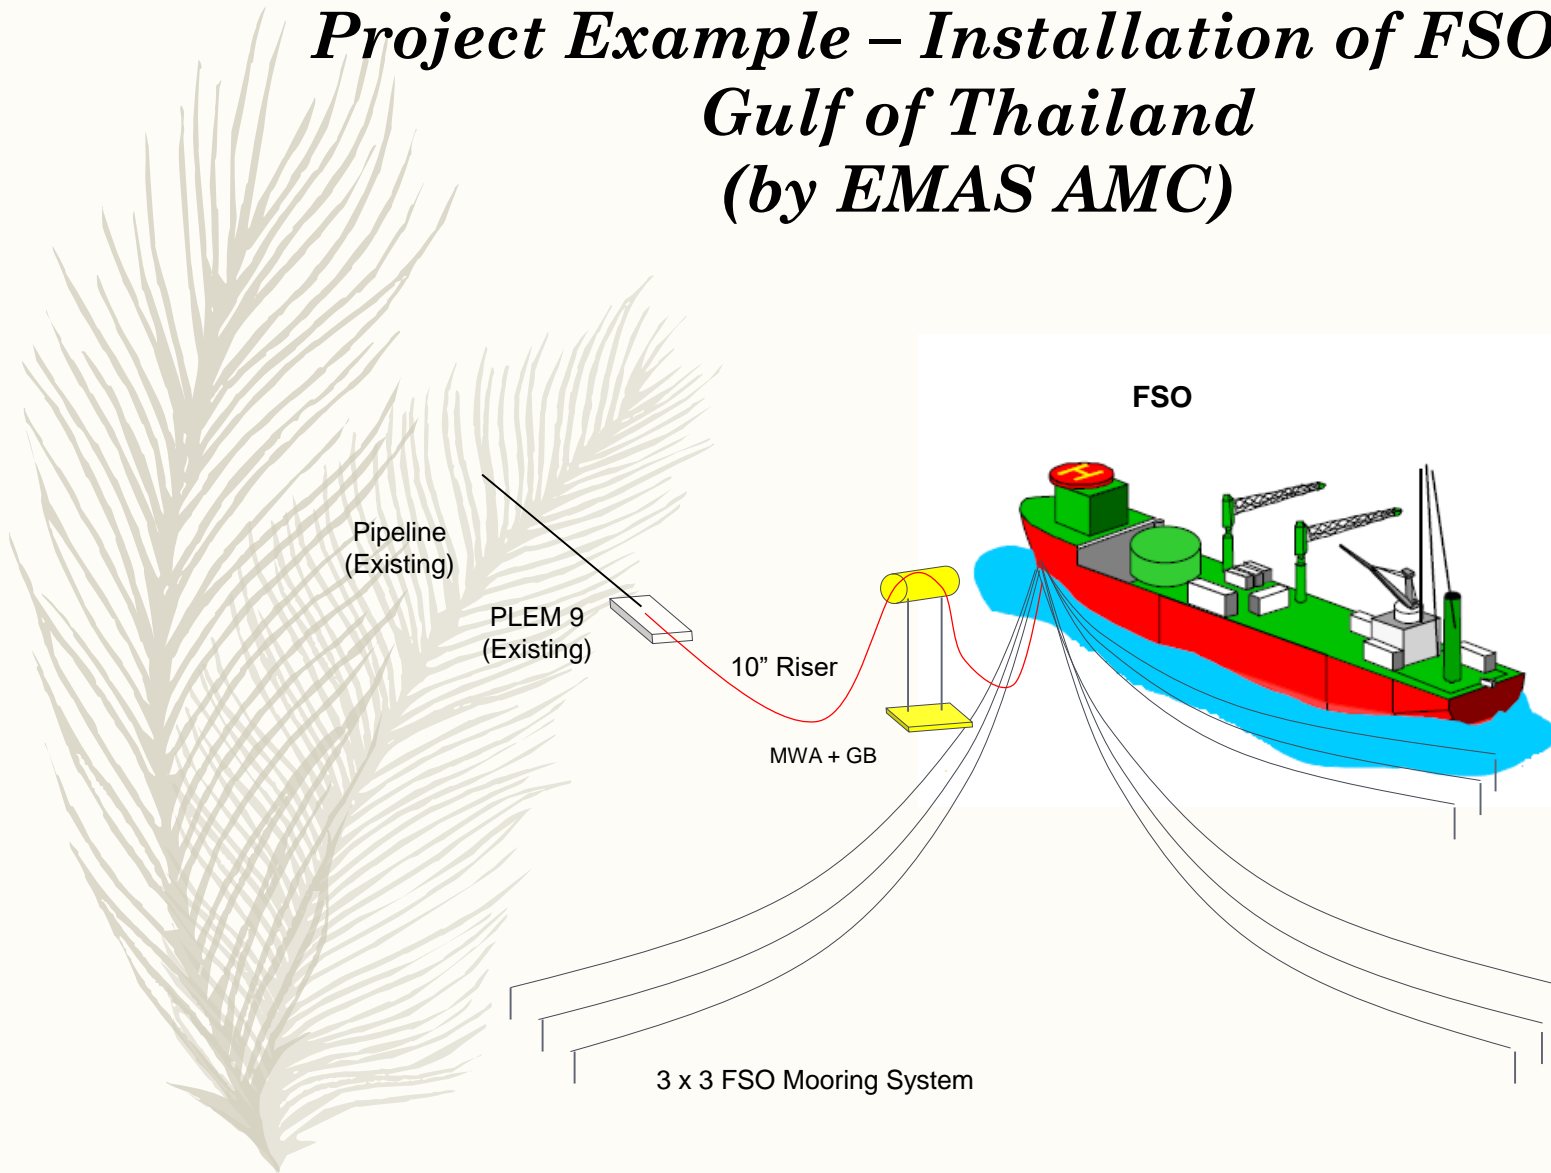 Project Example – Installation of FSO
Gulf of Thailand
(by EMAS AMC)
FSO
H
Pipeline
(Existing)
PLEM 9
(Existing)
10” Riser
MWA + GB
3 x 3 FSO Mooring System